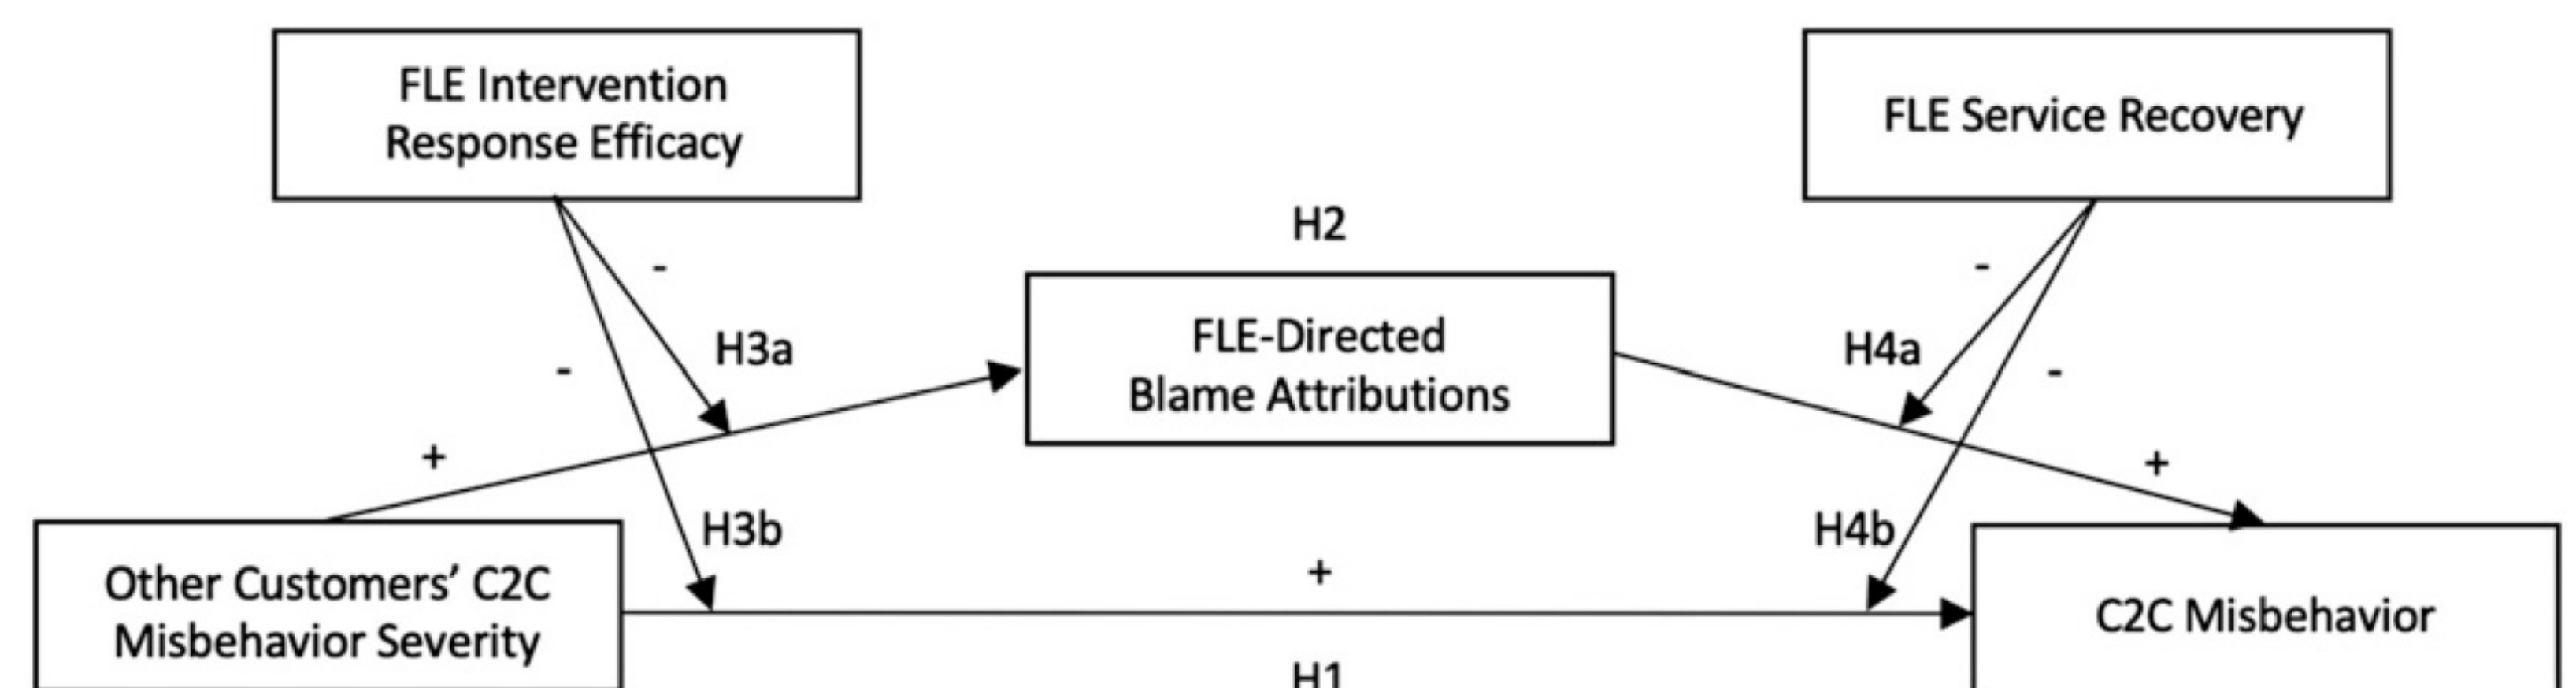 FLE Intervention
Response Efficacy
FLE Service Recovery
H2
-
-
FLE-Directed
Blame Attributions
H3a
H4a
-
-
+
+
H3b
H4b
Other Customers’ C2C
Misbehavior Severity
+
C2C Misbehavior
H1